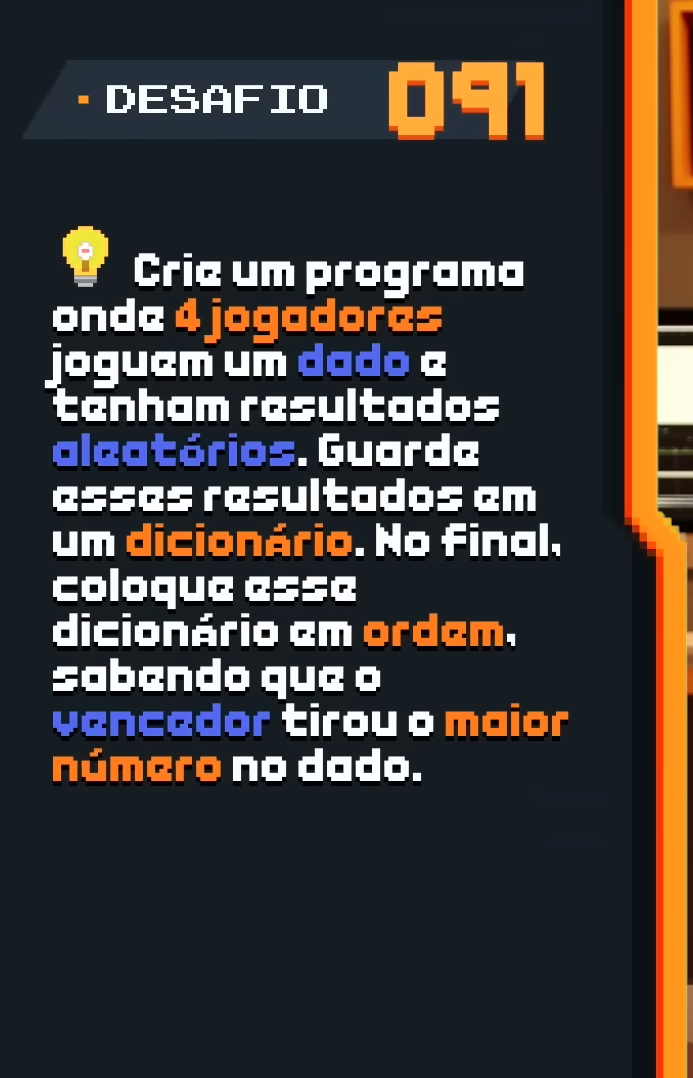 DESAFIO 091
Crie um programa
onde 4 jogadores
joguem um dado e
tenham resultados
aleatórios. Guarde
esses resultados em
um dicionário. No final,
coloque esse
dicionário em ordem,
sabendo que o
vencedor tirou o maior
número no dado.